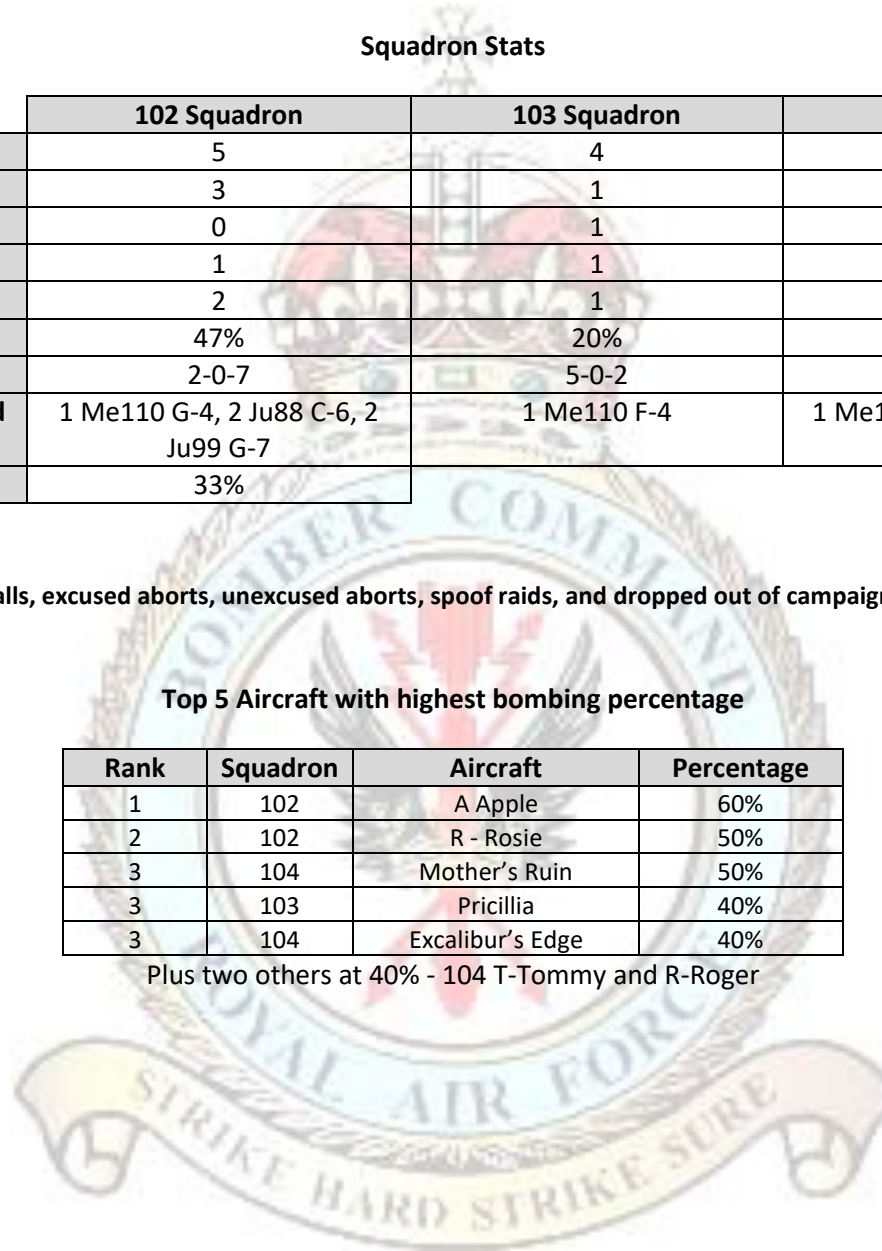 Squadron Stats
102 Squadron 103 Squadron
5 4
3 1
0 1
1 1
2 1
47% 20%
2-0-7 5-0-2
1 Me110 G-4, 2 Ju88 C-6, 2 1 Me110 F-4
Ju99 G-7
33%
excused aborts, unexcused aborts, spoof raids, and dropped out of
Top 5 Aircraft with highest bombing percentage
Rank Squadron Aircraft Percentage
1 102 A Apple 60%
2 102 R - Rosie 50%
3 104 Mother's Ruin 50%
3 103 Pricillia 40%
3 104 Excalibur's Edge 40%
Plus two others at 40% - 104 T-Tommy and R-Roger
BOMBER COMMAND
ROYAL AIR FORCE
STRIKE HARD STRIKE SURE